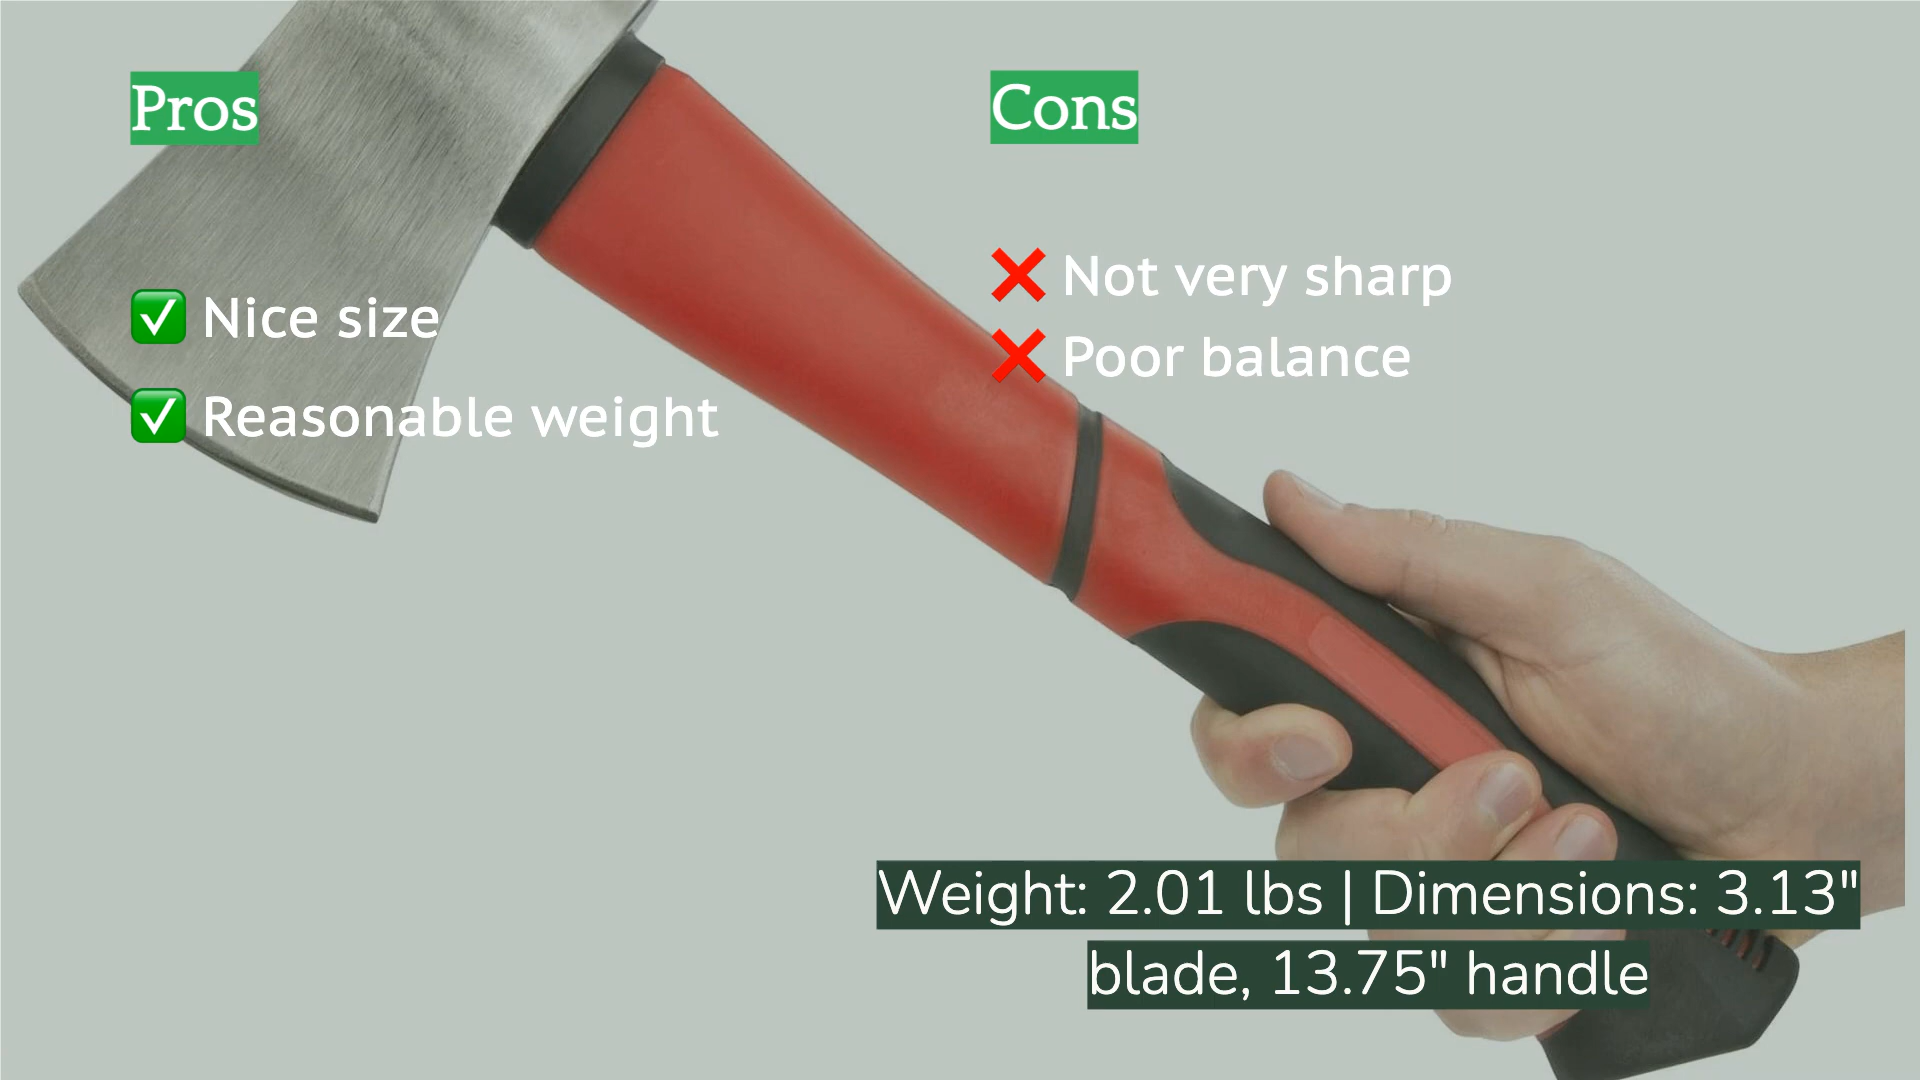 Pros
✅ Nice size
✅ Reasonable weight
Cons
❌ Not very sharp
❌ Poor balance
Weight: 2.01 lbs | Dimensions: 3.13"
blade, 13.75" handle